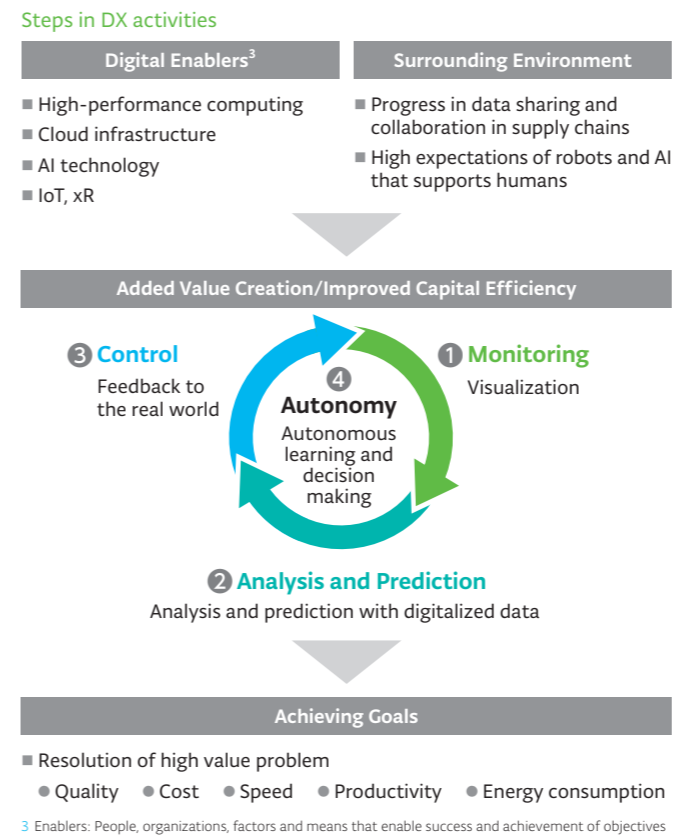 Steps in DX activities
Digital Enablers3
■ High-performance computing
■ Cloud infrastructure
■ AI technology
■ IoT, xR
Surrounding Environment
■ Progress in data sharing and
collaboration in supply chains
■ High expectations of robots and AI
that supports humans
Added Value Creation/Improved Capital Efficiency
1 Monitoring
Visualization
2 Analysis and Prediction
Analysis and prediction with digitalized data
3 Control
Feedback to
the real world
4
Autonomy
Autonomous
learning and
decision
making
Achieving Goals
■ Resolution of high value problem
● Quality ● Cost ● Speed ● Productivity ● Energy consumption
3 Enablers: People, organizations, factors and means that enable success and achievement of objectives